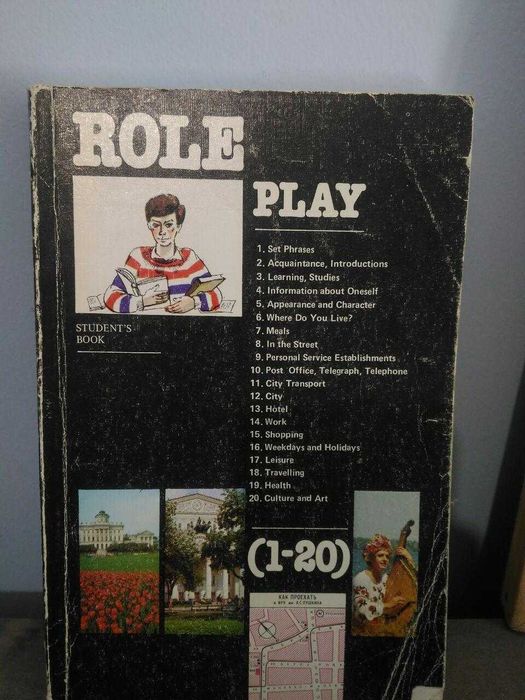 ROLE
PLAY
STUDENT'S
BOOK
1. Set Phrases
2. Acquaintance, Introductions
3. Learning, Studies
4. Information about Oneself
5. Appearance and Character
6. Where Do You Live?
7. Meals
8. In the Street
9. Personal Service Establishments
10. Post Office, Telegraph, Telephone
11. City Transport
12. City
13. Hotel
14. Work
15. Shopping
16. Weekdays and Holidays
17. Leisure
18. Travelling
19. Health
20. Culture and Art
(1-20)
КАК ПРОЕХАТЬ
А.С.ПУШКИНА